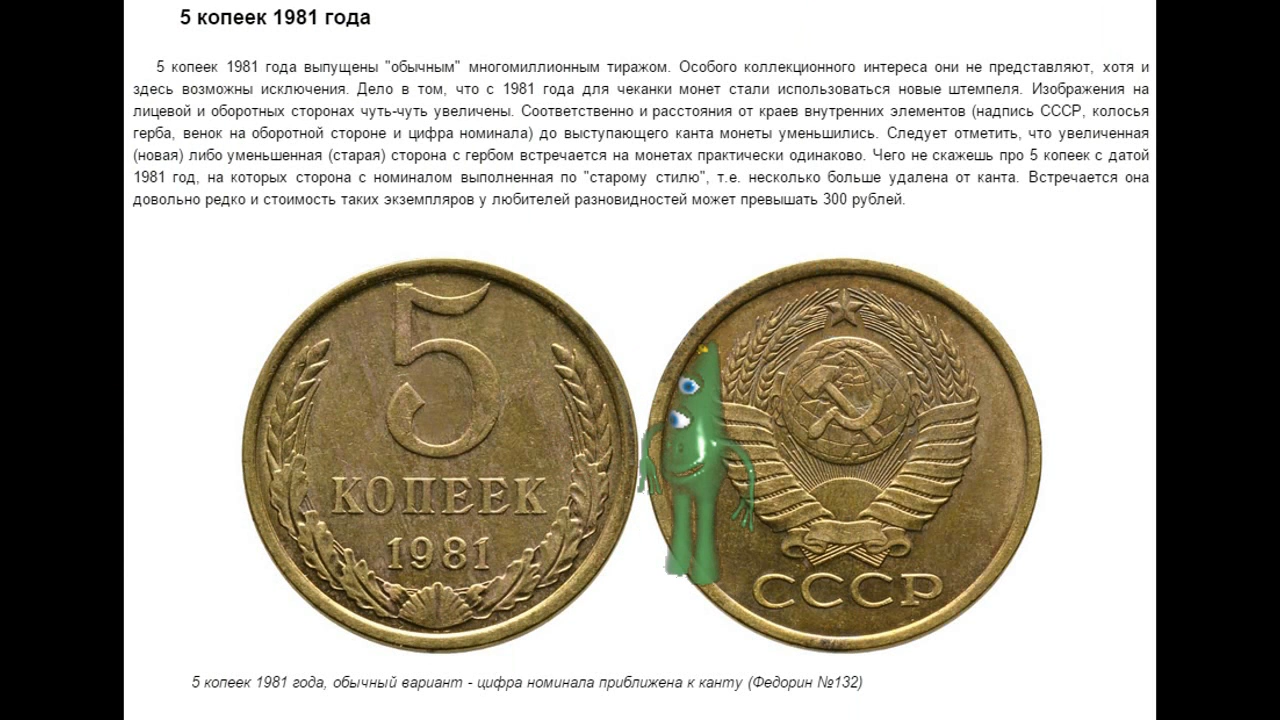 5 копеек 1981 года
5 копеек 1981 года выпущены "обычным" многомиллионным тиражом. Особого коллекционного интереса они не представляют, хотя и
здесь возможны исключения. Дело в том, что с 1981 года для чеканки монет стали использоваться новые штемпеля. Изображения на
лицевой и оборотных сторонах чуть-чуть увеличены. Соответственно и расстояния от краев внутренних элементов (надпись СССР, колосья
герба, венок на оборотной стороне и цифра номинала) до выступающего канта монеты уменьшились. Следует отметить, что увеличенная
(новая) либо уменьшенная (старая) сторона с гербом встречается на монетах практически одинаково. Чего не скажешь про 5 копеек с датой
1981 год, на которых сторона с номиналом выполненная по "старому стилю", т.е. несколько больше удалена от канта. Встречается она
довольно редко и стоимость таких экземпляров у любителей разновидностей может превышать 300 рублей.
5
КОПЕЕК
1981
СССР
5 копеек 1981 года, обычный вариант - цифра номинала приближена к канту (Федорин №132)